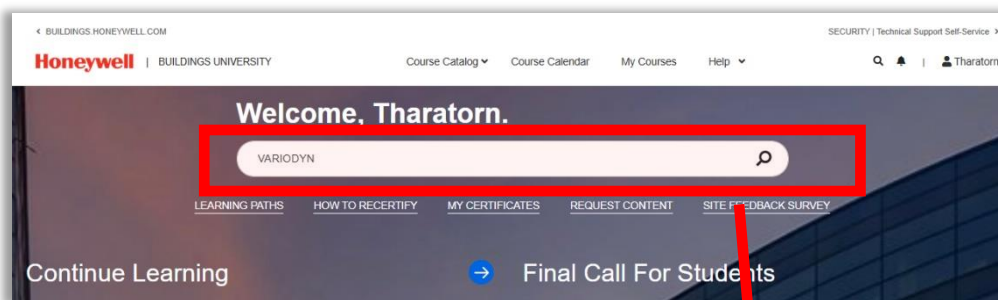 < BUILDINGS.HONEYWELL.COM
SECURITY | Technical Support Self-Service >
Honeywell | BUILDINGS UNIVERSITY Course Catalog Course Calendar My Courses Help | Tharatorn
Welcome, Tharatorn.
VARIODYN
LEARNING PATHS HOW TO RECERTIFY MY CERTIFICATES REQUEST CONTENT SITE FEEDBACK SURVEY
Continue Learning Final Call For Students